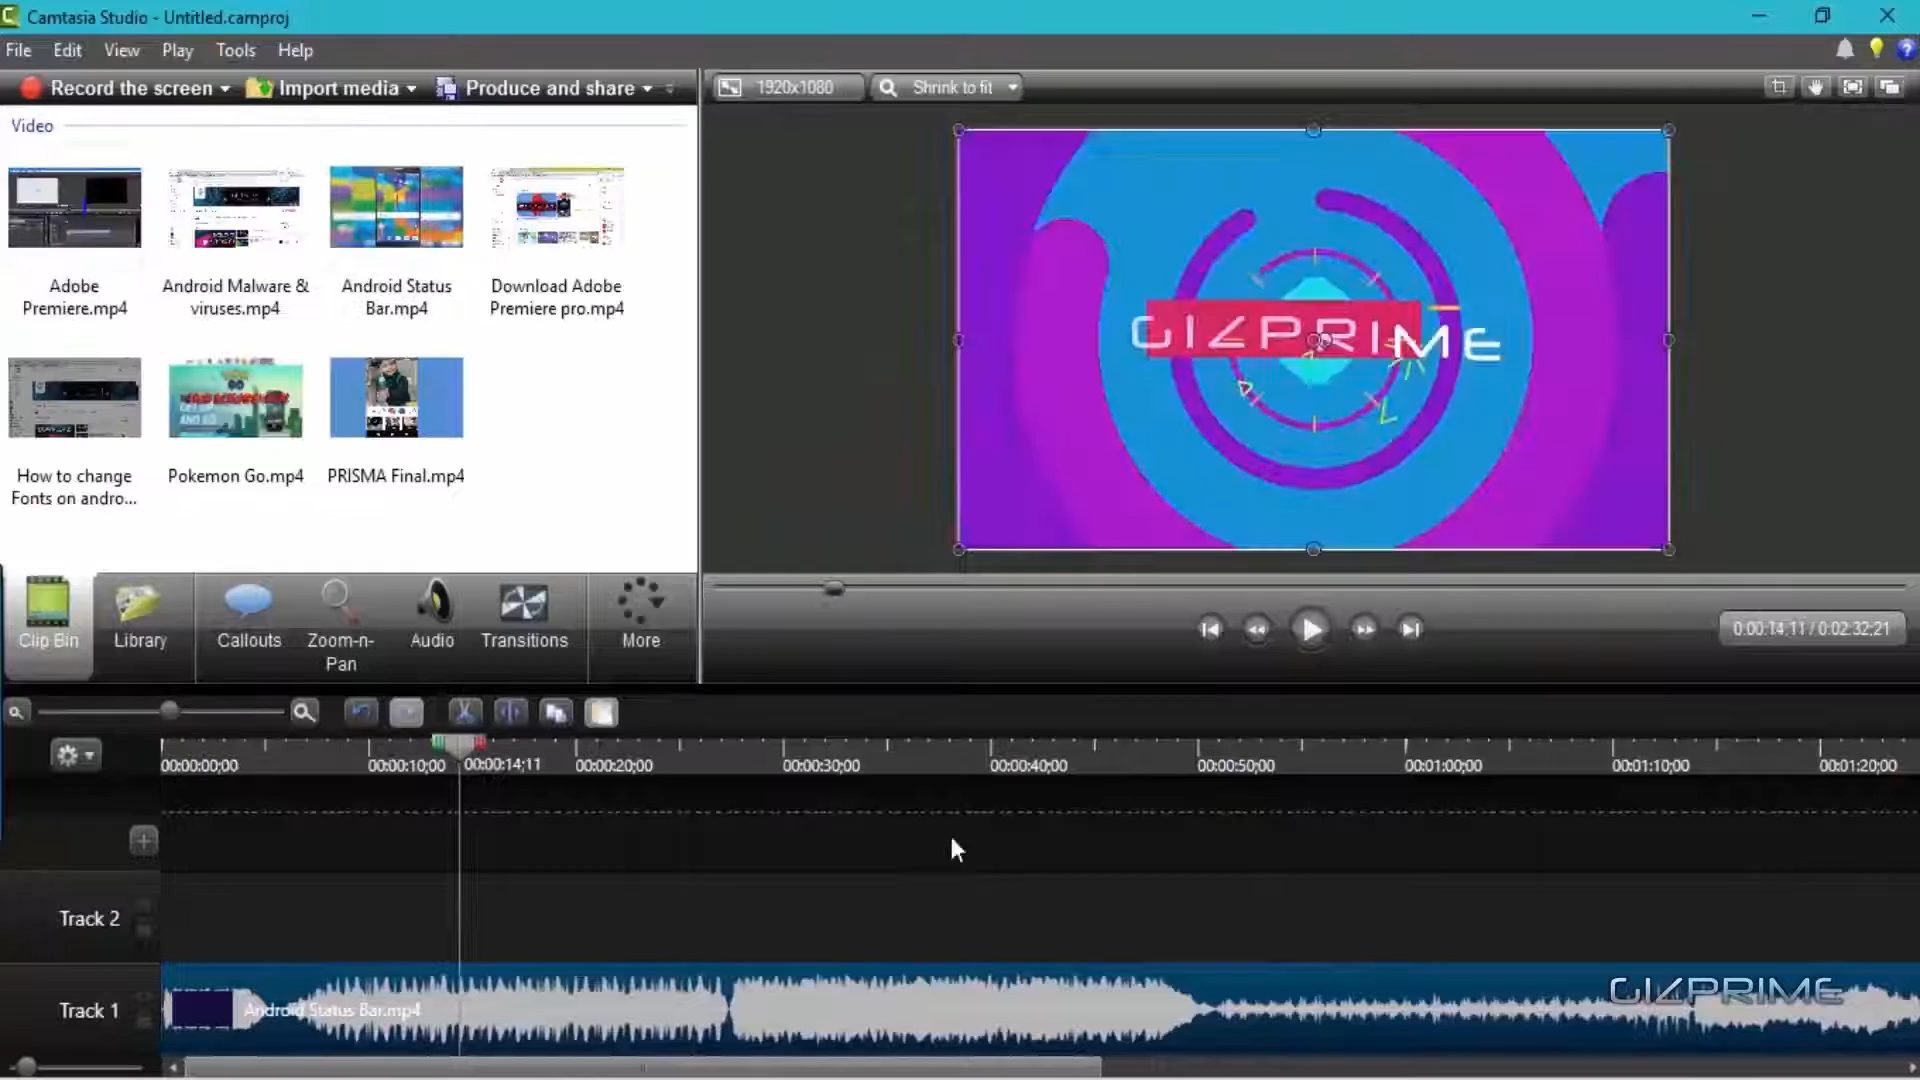 Camtasia Studio - Untitled.camproj
File Edit View Play Tools Help
Record the screen Import media Produce and share 1920x1080 Shrink to fit
Video
Adobe Premiere.mp4
Android Malware & viruses.mp4
Android Status Bar.mp4
Download Adobe Premiere pro.mp4
How to change Fonts on andro...
Pokemon Go.mp4
PRISMA Final.mp4
GIZPRIME
Clip Bin Library Callouts Zoom-n-Pan Audio Transitions More
0:00:14;11 / 0:02:32;21
00:00:00;00 00:00:10;00 00:00:14;11 00:00:20;00 00:00:30;00 00:00:40;00 00:00:50;00 00:01:00;00 00:01:10;00 00:01:20;00
Track 2
Track 1
Android Status Bar.mp4
GIZPRIME